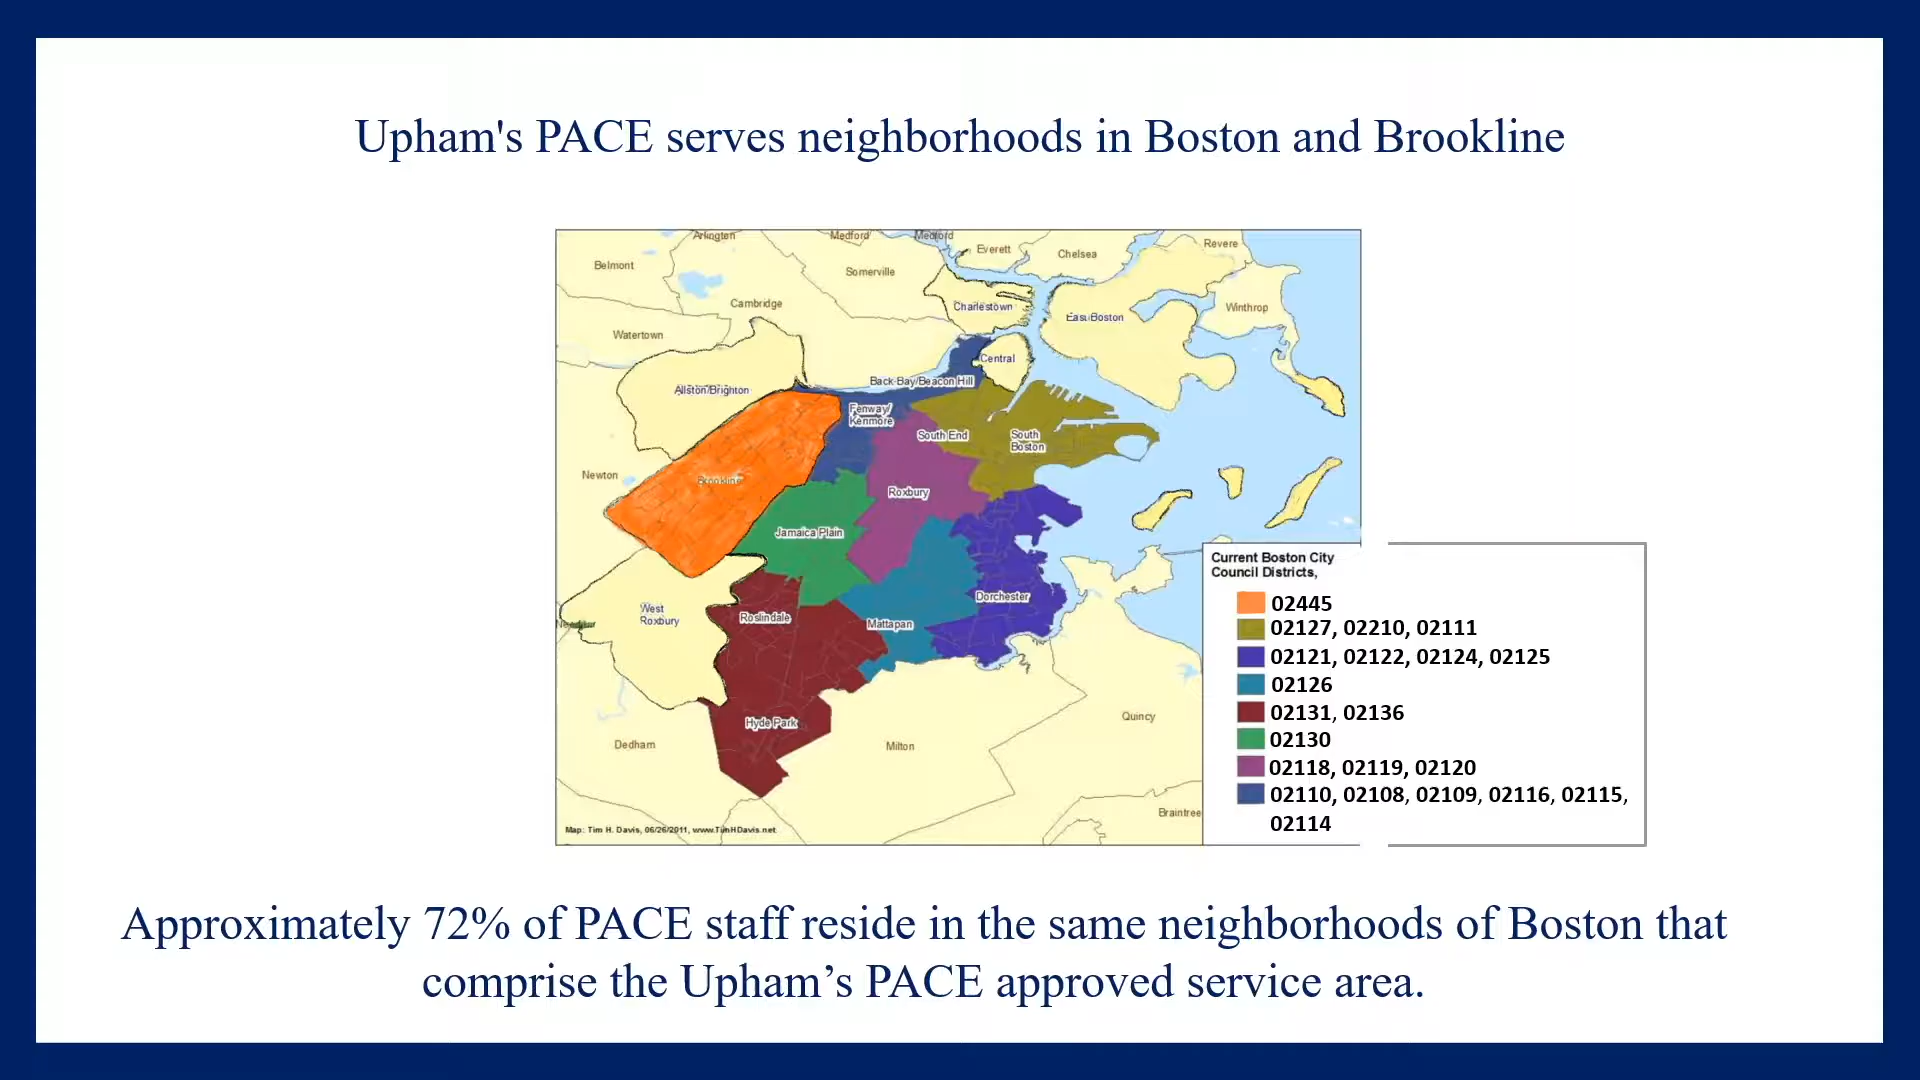 Upham's PACE serves neighborhoods in Boston and Brookline
Arlington
Medford
Medford
Everett
Revere
Belmont
Somerville
Chelsea
Cambridge
Charlestown
East Boston
Winthrop
Watertown
Central
Allston/Brighton
Back Bay/Beacon Hill
Fenway/
Kenmore
South End
South
Boston
Newton
Brookline
Roxbury
Jamaica Plain
Dorchester
West
Roxbury
Roslindale
Mattapan
Hyde Park
Quincy
Dedham
Milton
Braintree
Map: Tim H. Davis, 06/26/2011, www.TimHDavis.net
Current Boston City
Council Districts,
02445
02127, 02210, 02111
02121, 02122, 02124, 02125
02126
02131, 02136
02130
02118, 02119, 02120
02110, 02108, 02109, 02116, 02115,
02114
Approximately 72% of PACE staff reside in the same neighborhoods of Boston that
comprise the Upham’s PACE approved service area.